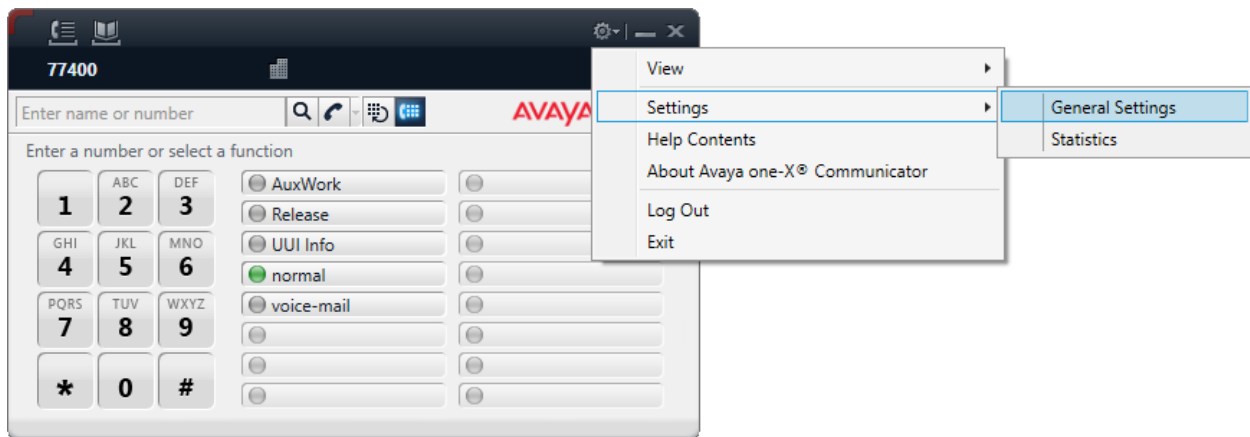 77400
Enter name or number
AVAYA
Enter a number or select a function
1
ABC
2
DEF
3
GHI
4
JKL
5
MNO
6
PQRS
7
TUV
8
WXYZ
9
*
0
#
AuxWork
Release
UUI Info
normal
voice-mail
View
Settings
Help Contents
About Avaya one-X® Communicator
Log Out
Exit
General Settings
Statistics